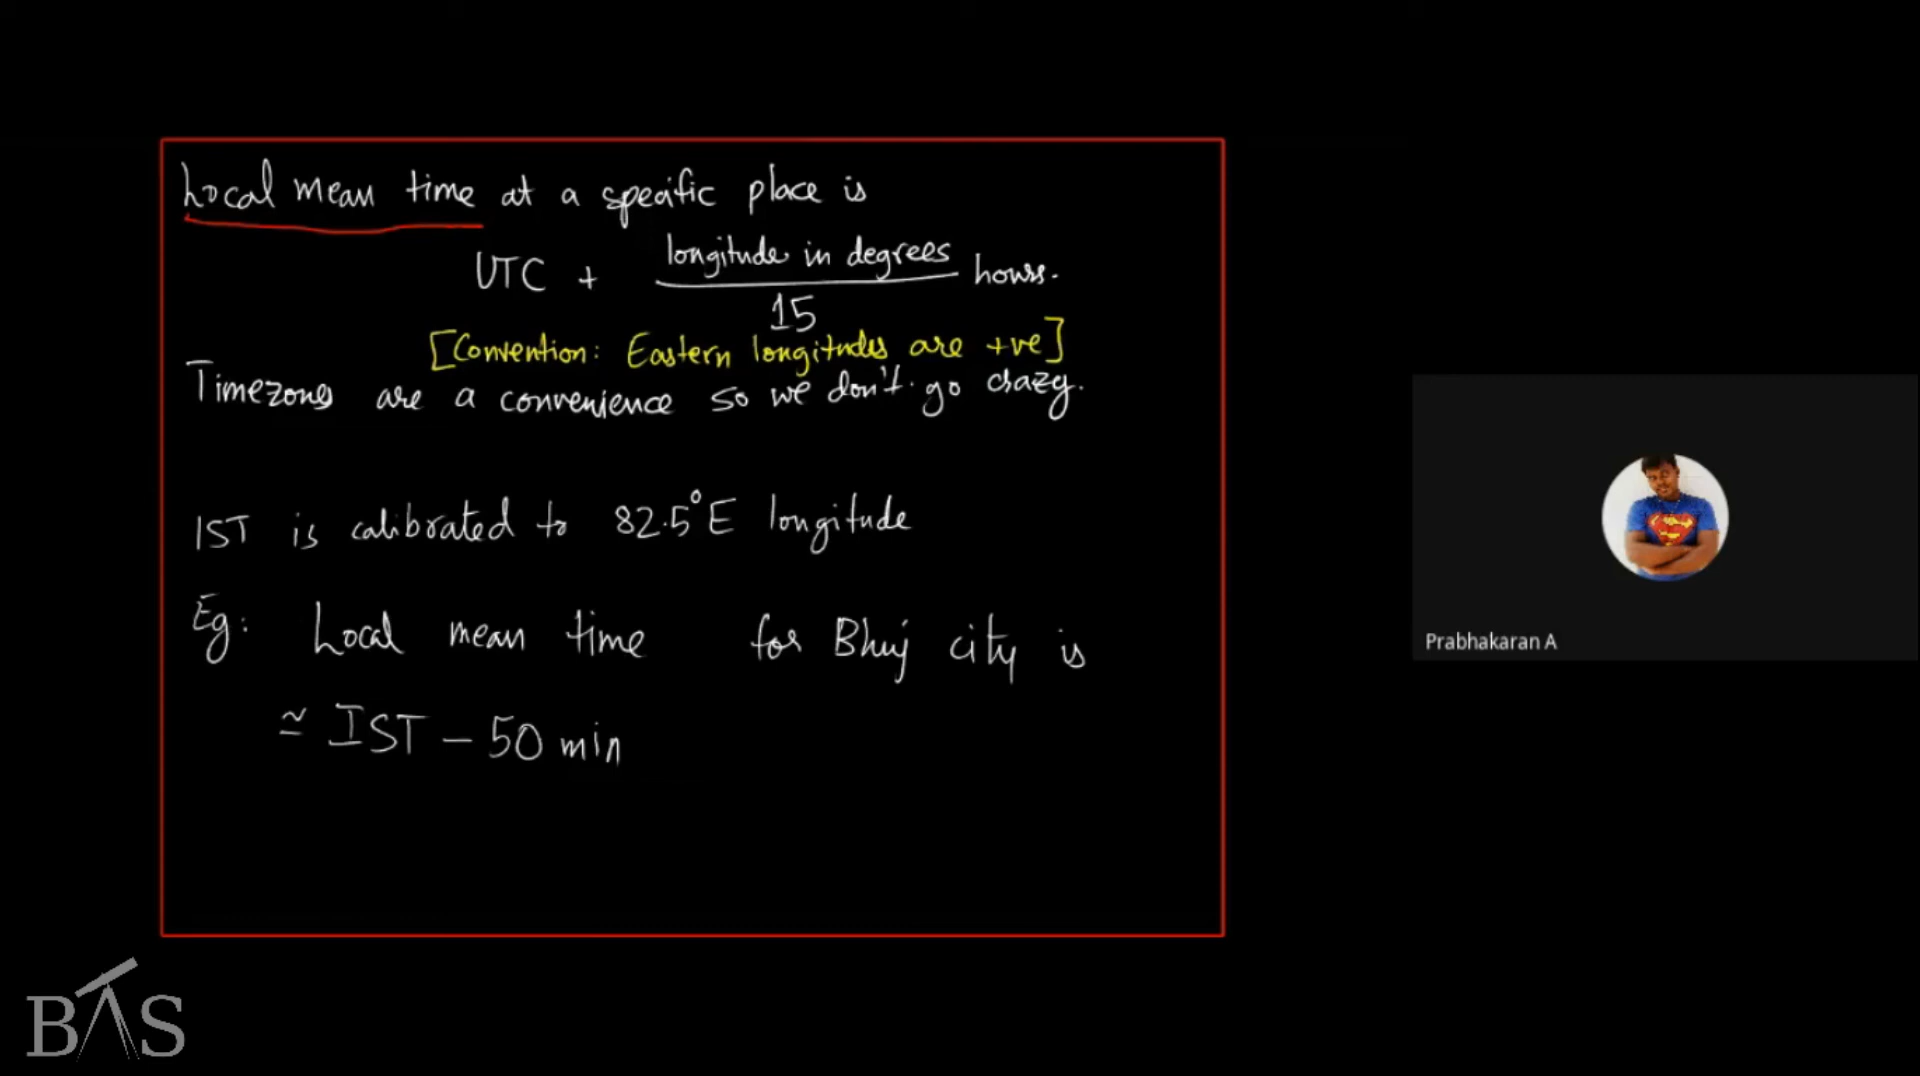 Local mean time at a specific place is
UTC + longitude in degrees / 15 hours.
[Convention: Eastern longitudes are +ve]
Timezones are a convenience so we don't go crazy.
IST is calibrated to 82.5°E longitude
Eg: Local mean time for Bhuj city is
≃ IST - 50 min
Prabhakaran A
BAS